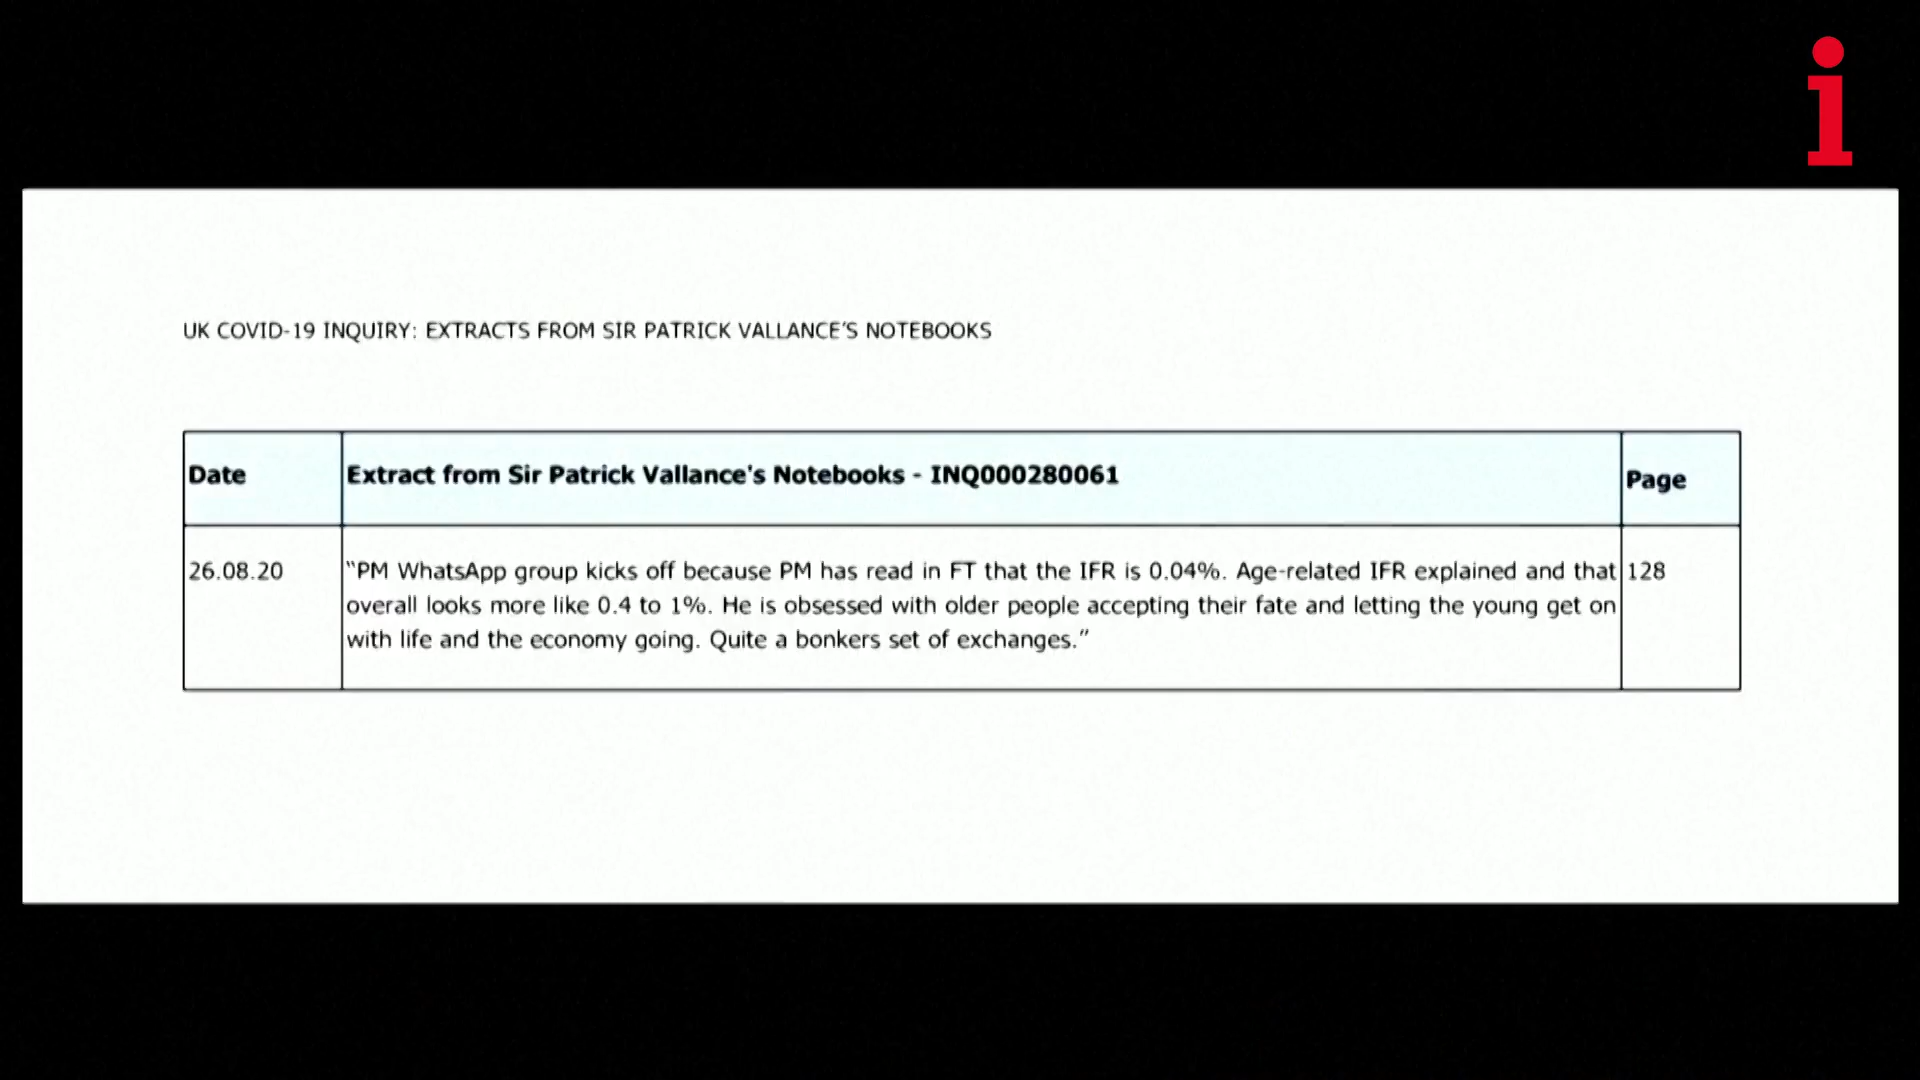 i
UK COVID-19 INQUIRY: EXTRACTS FROM SIR PATRICK VALLANCE'S NOTEBOOKS
Date
Extract from Sir Patrick Vallance's Notebooks - INQ000280061
Page
26.08.20
"PM WhatsApp group kicks off because PM has read in FT that the IFR is 0.04%. Age-related IFR explained and that
overall looks more like 0.4 to 1%. He is obsessed with older people accepting their fate and letting the young get on
with life and the economy going. Quite a bonkers set of exchanges."
128